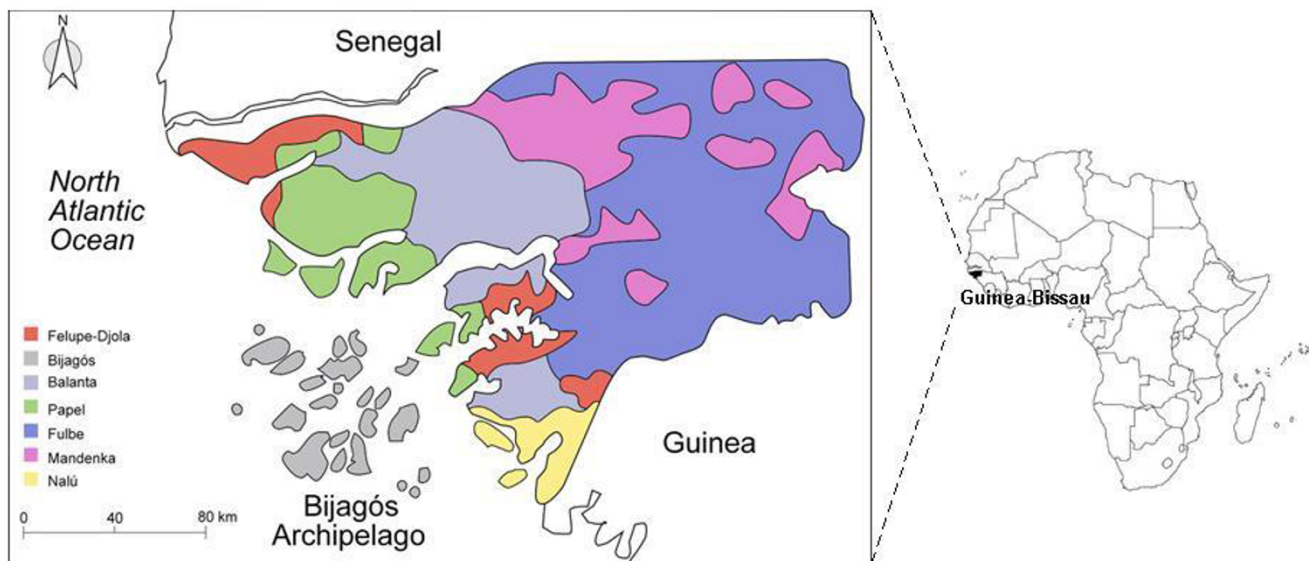 N
Senegal
North
Atlantic
Ocean
Guinea-Bissau
Felupe-Djola
Bijagós
Balanta
Papel
Fulbe
Mandenka
Nalú
Guinea
Bijagós
Archipelago
0 40 80 km